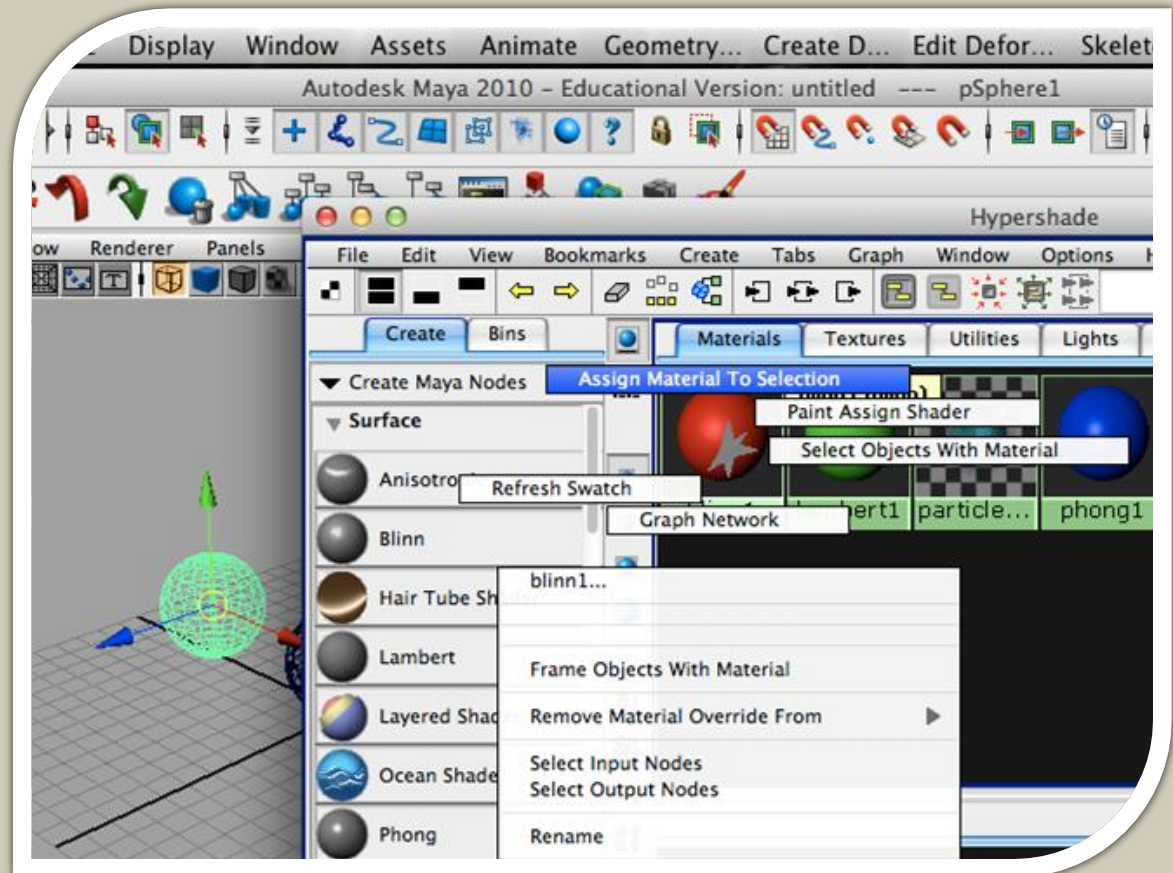 Display Window Assets Animate Geometry... Create D... Edit Defor... Skelet
Autodesk Maya 2010 – Educational Version: untitled --- pSphere1
Hypershade
ow Renderer Panels
File Edit View Bookmarks Create Tabs Graph Window Options H
Create Bins
Materials Textures Utilities Lights
Create Maya Nodes
Assign Material To Selection
Paint Assign Shader
Surface
Select Objects With Material
Anisotro
Refresh Swatch
Graph Network
bert1 particle... phong1
Blinn
blinn1...
Hair Tube Sh
Lambert
Frame Objects With Material
Layered Shad
Remove Material Override From
Select Input Nodes
Ocean Shade
Select Output Nodes
Phong
Rename